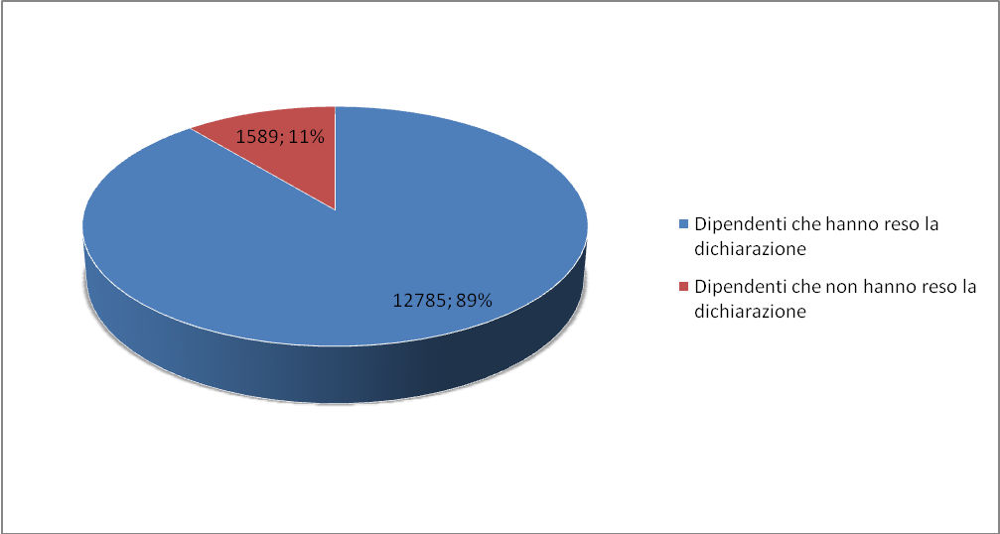 1589; 11%
12785; 89%
Dipendenti che hanno reso la
dichiarazione
Dipendenti che non hanno reso la
dichiarazione